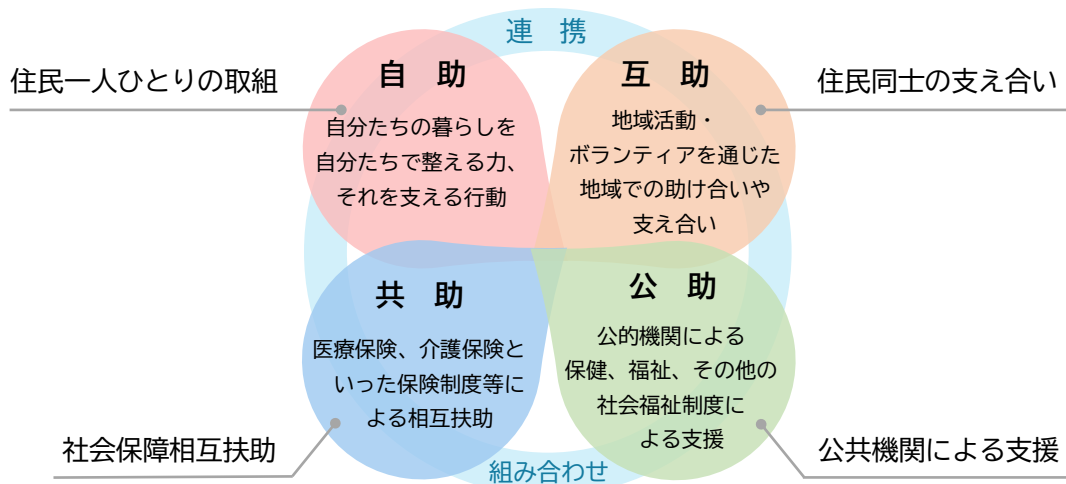 連　携
住民一人ひとりの取組
自　助
自分たちの暮らしを
自分たちで整える力、
それを支える行動
互　助
地域活動・
ボランティアを通じた
地域での助け合いや
支え合い
住民同士の支え合い
共　助
医療保険、介護保険と
いった保険制度等に
よる相互扶助
社会保障相互扶助
公　助
公的機関による
保健、福祉、その他の
社会福祉制度に
よる支援
公共機関による支援
組み合わせ